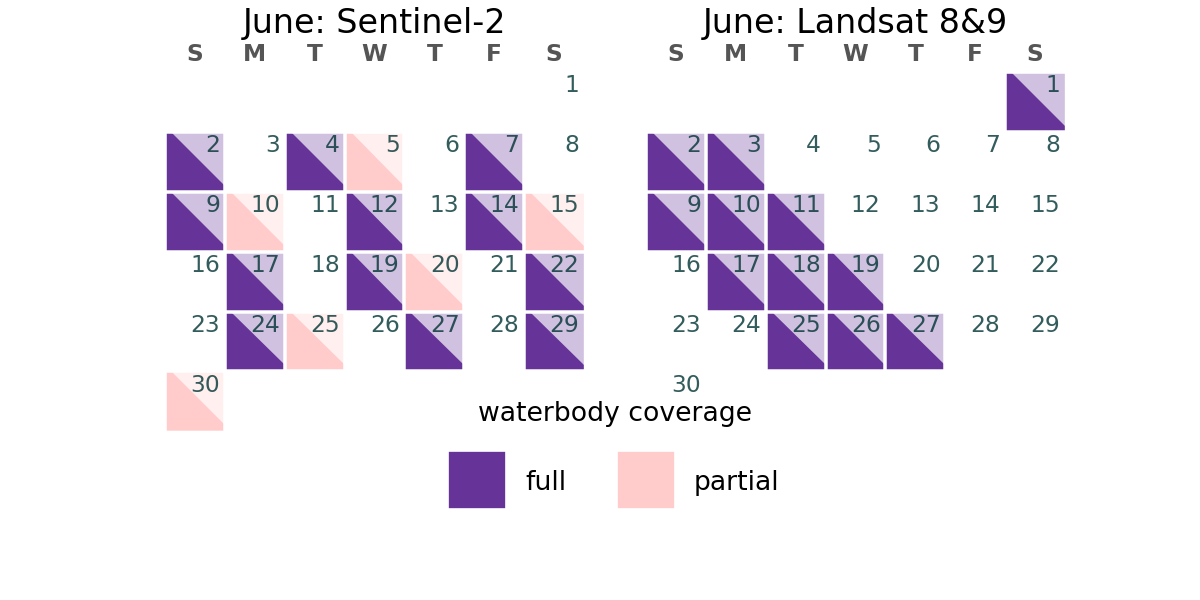 June: Sentinel-2
S M T W T F S
1
2 3 4 5 6 7 8
9 10 11 12 13 14 15
16 17 18 19 20 21 22
23 24 25 26 27 28 29
30
June: Landsat 8&9
S M T W T F S
1
2 3 4 5 6 7 8
9 10 11 12 13 14 15
16 17 18 19 20 21 22
23 24 25 26 27 28 29
30
waterbody coverage
full partial